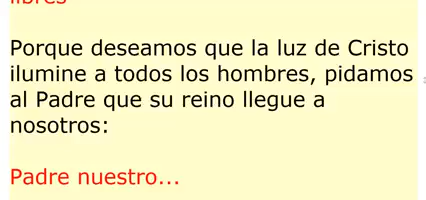 libres
Porque deseamos que la luz de Cristo
ilumine a todos los hombres, pidamos
al Padre que su reino llegue a
nosotros:
Padre nuestro...